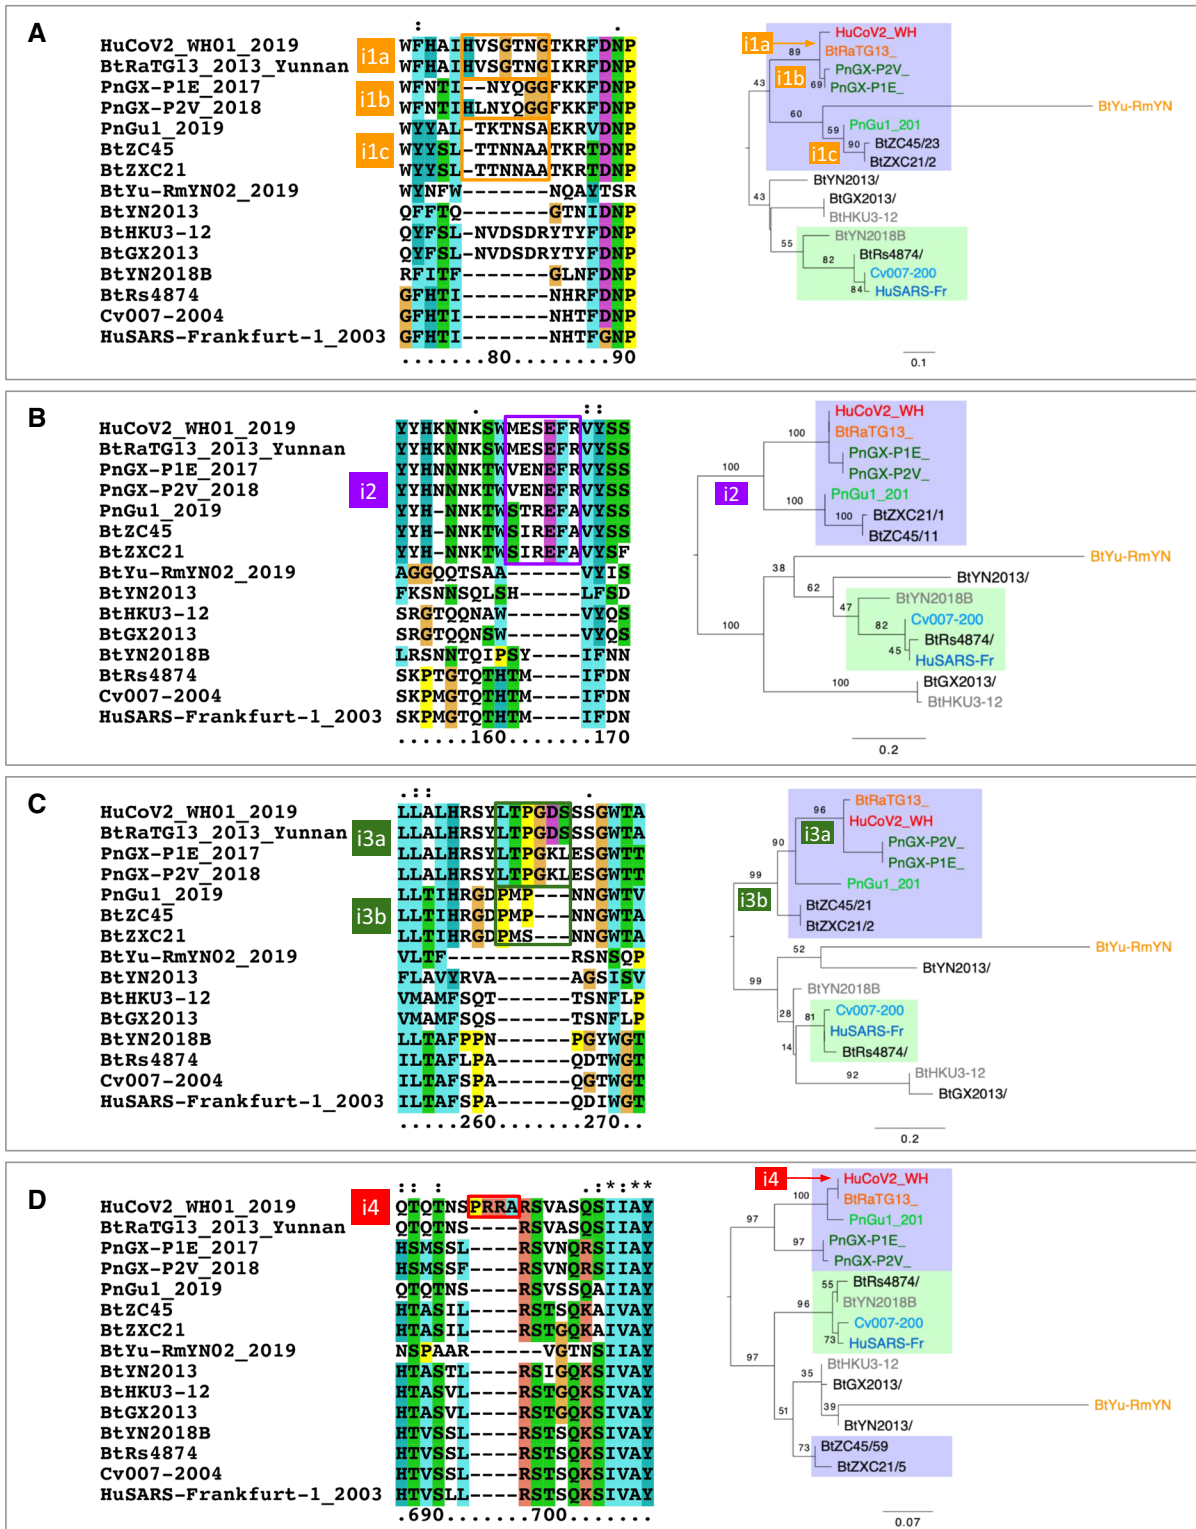 A
:
.
HuCoV2_WH01_2019 WFHAIHVSGTNGTKRFDNP
BtRaTG13_2013_Yunnan WFHAIHVSGTNGIKRFDNP
i1a
PnGX-P1E_2017 WFNTI--NYQGGFKKFDNP
PnGX-P2V_2018 WFNTIHLNYQGGFKKFDNP
i1b
PnGu1_2019 WYYAL-TKTNSAEKRVDNP
BtZC45 WYYSL-TTNNAATKRTDNP
BtZXC21 WYYSL-TTNNAATKRTDNP
i1c
BtYu-RmYN02_2019 WYNFW-------NQAYTSR
BtYN2013 QFFTQ-------GTNIDNP
BtHKU3-12 QYFSL-NVDSDRYTYFDNP
BtGX2013 QYFSL-NVDSDRYTYFDNP
BtYN2018B RFITF-------GLNFDNP
BtRs4874 GFHTI-------NHRFDNP
Cv007-2004 GFHTI-------NHTFDNP
HuSARS-Frankfurt-1_2003 GFHTI-------NHTFGNP
.......80........90
HuCoV2_WH
i1a
89
BtRaTG13_
i1b
PnGX-P2V_
69
PnGX-P1E_
43
BtYu-RmYN
60
PnGu1_201
59
90
BtZC45/23
i1c
BtZXC21/2
BtYN2013/
43
BtGX2013/
BtHKU3-12
BtYN2018B
55
BtRs4874/
82
Cv007-200
84
HuSARS-Fr
0.1
B
.
::
HuCoV2_WH01_2019 YYHKNNKSWMESEFRVYSS
BtRaTG13_2013_Yunnan YYHKNNKSWMESEFRVYSS
PnGX-P1E_2017 YYHNNNKTWVENEFRVYSS
PnGX-P2V_2018 YYHNNNKTWVENEFRVYSS
i2
PnGu1_2019 YYH-NNKTWSTREFAVYSS
BtZC45 YYH-NNKTWSIREFAVYSS
BtZXC21 YYH-NNKTWSIREFAVYSF
BtYu-RmYN02_2019 AGGQQTSAA------VYIS
BtYN2013 FKSNNSQLSH-----LFSD
BtHKU3-12 SRGTQQNAW------VYQS
BtGX2013 SRGTQQNSW------VYQS
BtYN2018B LRSNNTQIPSY----IFNN
BtRs4874 SKPTGTQTHTM----IFDN
Cv007-2004 SKPMGTQTHTM----IFDN
HuSARS-Frankfurt-1_2003 SKPMGTQTHTM----IFDN
......160.......170
HuCoV2_WH
100
BtRaTG13_
PnGX-P1E_
PnGX-P2V_
100
i2
PnGu1_201
100
100
BtZXC21/1
BtZC45/11
BtYu-RmYN
38
BtYN2013/
62
BtYN2018B
47
Cv007-200
82
100
BtRs4874/
45
HuSARS-Fr
100
BtGX2013/
BtHKU3-12
0.2
C
.::
.
HuCoV2_WH01_2019 LLALHRSYLTPGDSSSGWTA
BtRaTG13_2013_Yunnan LLALHRSYLTPGDSSSGWTA
i3a
PnGX-P1E_2017 LLALHRSYLTPGKLESGWTT
PnGX-P2V_2018 LLALHRSYLTPGKLESGWTT
PnGu1_2019 LLTIHRGDPMP---NNGWTV
i3b
BtZC45 LLTIHRGDPMP---NNGWTA
BtZXC21 LLTIHRGDPMS---NNGWTA
BtYu-RmYN02_2019 VLTF----------RSNSQP
BtYN2013 FLAVYRVA------AGSISV
BtHKU3-12 VMAMFSQT------TSNFLP
BtGX2013 VMAMFSQS------TSNFLP
BtYN2018B LLTAFPPN------PGYWGT
BtRs4874 ILTAFLPA------QDTWGT
Cv007-2004 ILTAFSPA------QGTWGT
HuSARS-Frankfurt-1_2003 ILTAFSPA------QDIWGT
.....260.......270..
BtRaTG13_
96
HuCoV2_WH
i3a
90
PnGX-P2V_
PnGX-P1E_
99
PnGu1_201
i3b
BtZC45/21
BtZXC21/2
52
BtYu-RmYN
BtYN2013/
99
BtYN2018B
28
81
Cv007-200
HuSARS-Fr
14
BtRs4874/
92
BtHKU3-12
BtGX2013/
0.2
D
:: :
.:*:**
HuCoV2_WH01_2019 QTQTNSPRRARSVASQSIIAY
i4
BtRaTG13_2013_Yunnan QTQTNS----RSVASQSIIAY
PnGX-P1E_2017 HSMSSL----RSVNQRSIIAY
PnGX-P2V_2018 HSMSSF----RSVNQRSIIAY
PnGu1_2019 QTQTNS----RSVSSQAIIAY
BtZC45 HTASIL----RSTSQKAIVAY
BtZXC21 HTASIL----RSTGQKAIVAY
BtYu-RmYN02_2019 NSPAAR------VGTNSIIAY
BtYN2013 HTASTL----RSIGQKSIVAY
BtHKU3-12 HTASVL----RSTGQKSIVAY
BtGX2013 HTASVL----RSTGQKSIVAY
BtYN2018B HTVSSL----RSTSQKSIVAY
BtRs4874 HTVSSL----RSTSQKSIVAY
Cv007-2004 HTVSSL----RSTSQKSIVAY
HuSARS-Frankfurt-1_2003 HTVSSL----RSTSQKSIVAY
.690.......700.......
i4
HuCoV2_WH
100
BtRaTG13_
97
PnGu1_201
97
PnGX-P1E_
PnGX-P2V_
55
BtRs4874/
96
BtYN2018B
Cv007-200
73
HuSARS-Fr
97
BtHKU3-12
35
BtGX2013/
51
39
BtYu-RmYN
BtYN2013/
73
BtZC45/59
BtZXC21/5
0.07